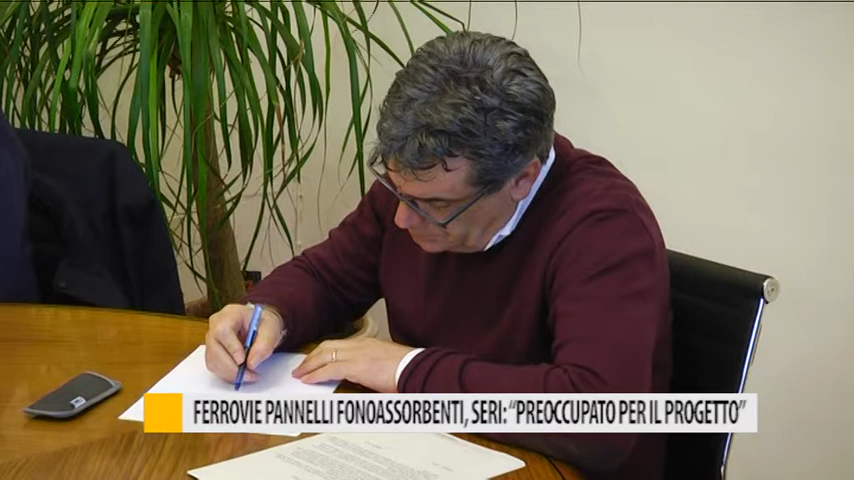 FERROVIE PANNELLI FONOASSORBENTI, SERI: “PREOCCUPATO PER IL PROGETTO”